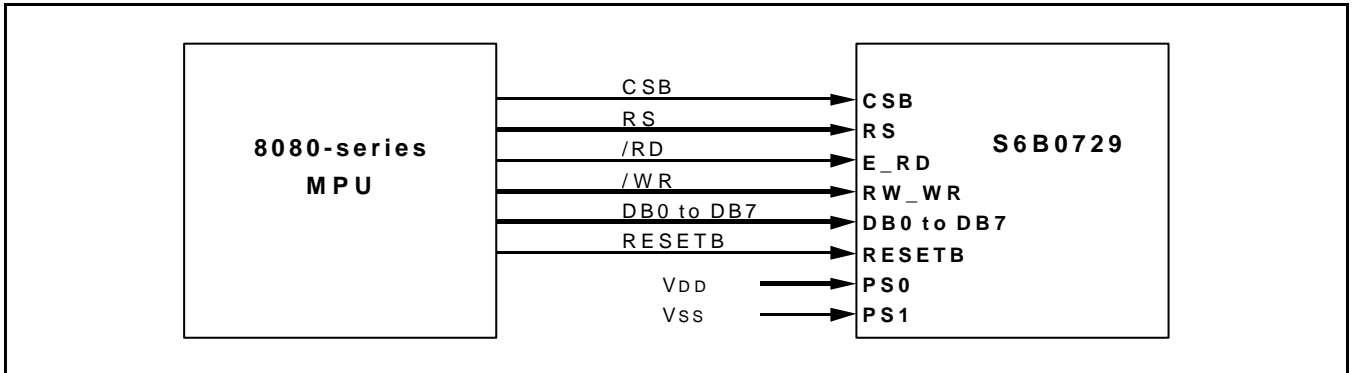 8080-series
MPU
CSB
RS
/RD
/WR
DB0 to DB7
RESETB
VDD
VSS
CSB
RS
E_RD
RW_WR
DB0 to DB7
RESETB
PS0
PS1
S6B0729